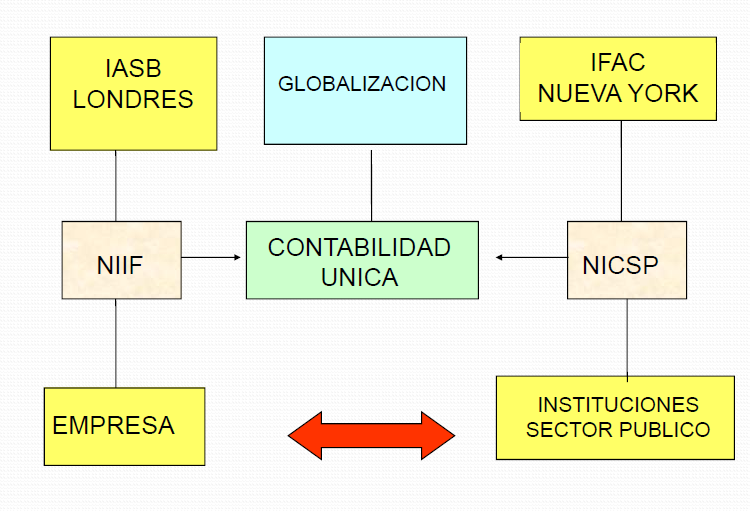 IASB
LONDRES
GLOBALIZACION
IFAC
NUEVA YORK
NIIF
CONTABILIDAD
UNICA
NICSP
EMPRESA
INSTITUCIONES
SECTOR PUBLICO